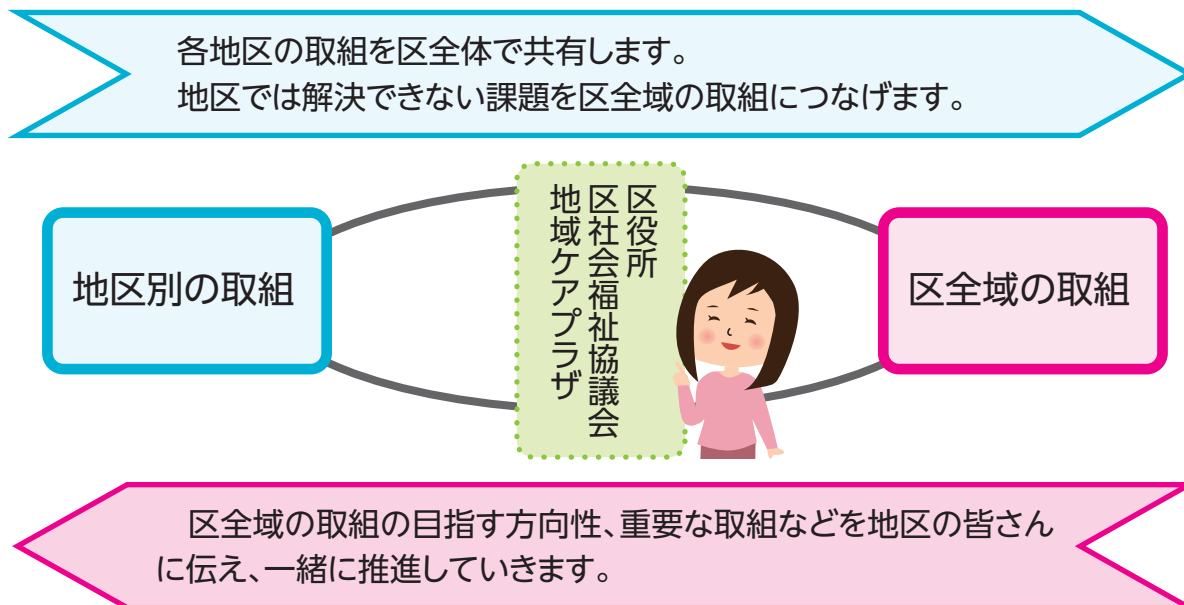 各地区の取組を区全体で共有します。
地区では解決できない課題を区全域の取組につなげます。
地区別の取組
区役所
区社会福祉協議会
地域ケアプラザ
区全域の取組
区全域の取組の目指す方向性、重要な取組などを地区の皆さん
に伝え、一緒に推進していきます。